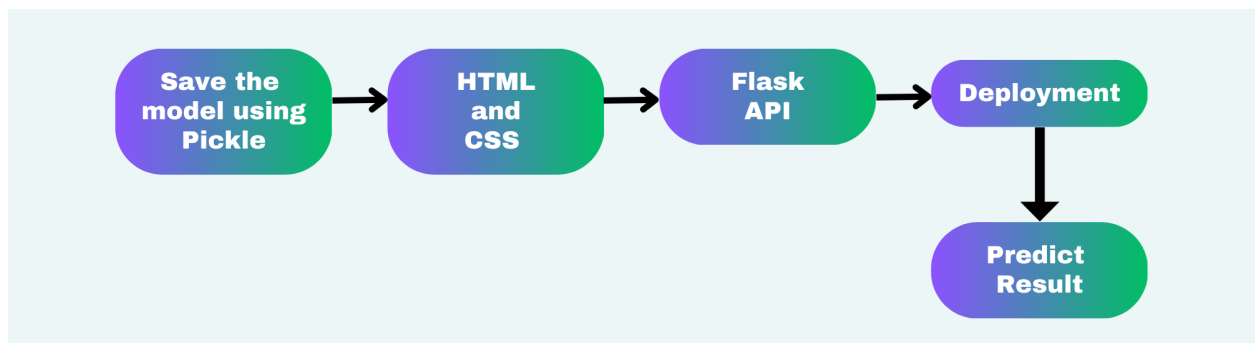 Save the
model using
Pickle
HTML
and
CSS
Flask
API
Deployment
Predict
Result